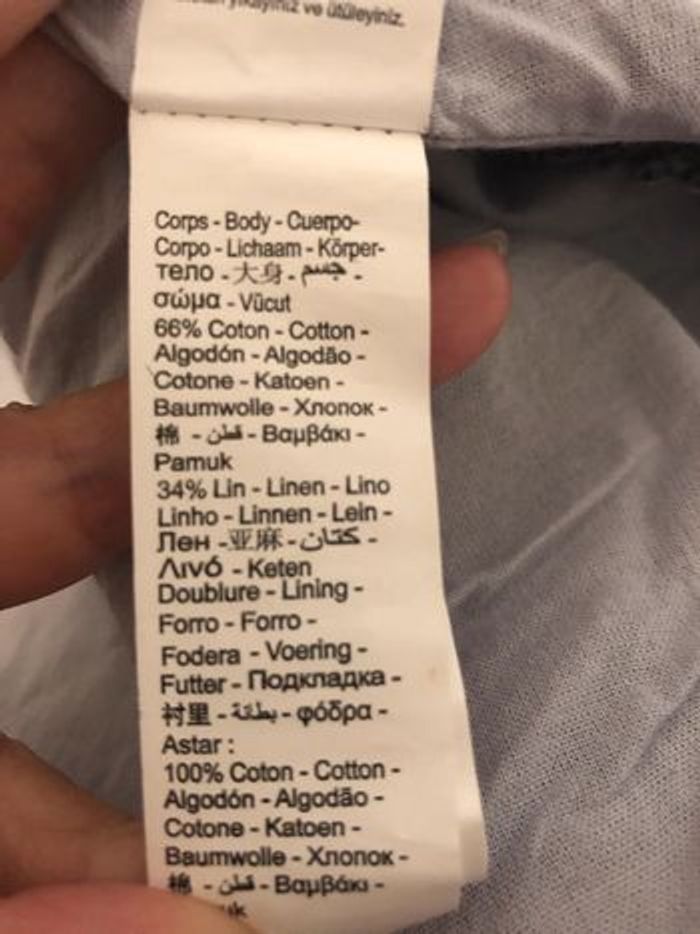 yıkayınız ve ütüleyiniz.
Corps - Body - Cuerpo-
Corpo - Lichaam - Körper-
тело - 大身 - جسم -
σώμα - Vücut
66% Coton - Cotton -
Algodón - Algodão -
Cotone - Katoen -
Baumwolle - Хлопок -
棉 - قطن - Βαμβάκι -
Pamuk
34% Lin - Linen - Lino
Linho - Linnen - Lein -
Лен -亚麻 - كتان -
Λινό - Keten
Doublure - Lining -
Forro - Forro -
Fodera - Voering -
Futter - Подкладка -
衬里 - بطانة - φόδρα -
Astar :
100% Coton - Cotton -
Algodón - Algodão -
Cotone - Katoen -
Baumwolle - Хлопок -
棉 - قطن - Βαμβάκι -